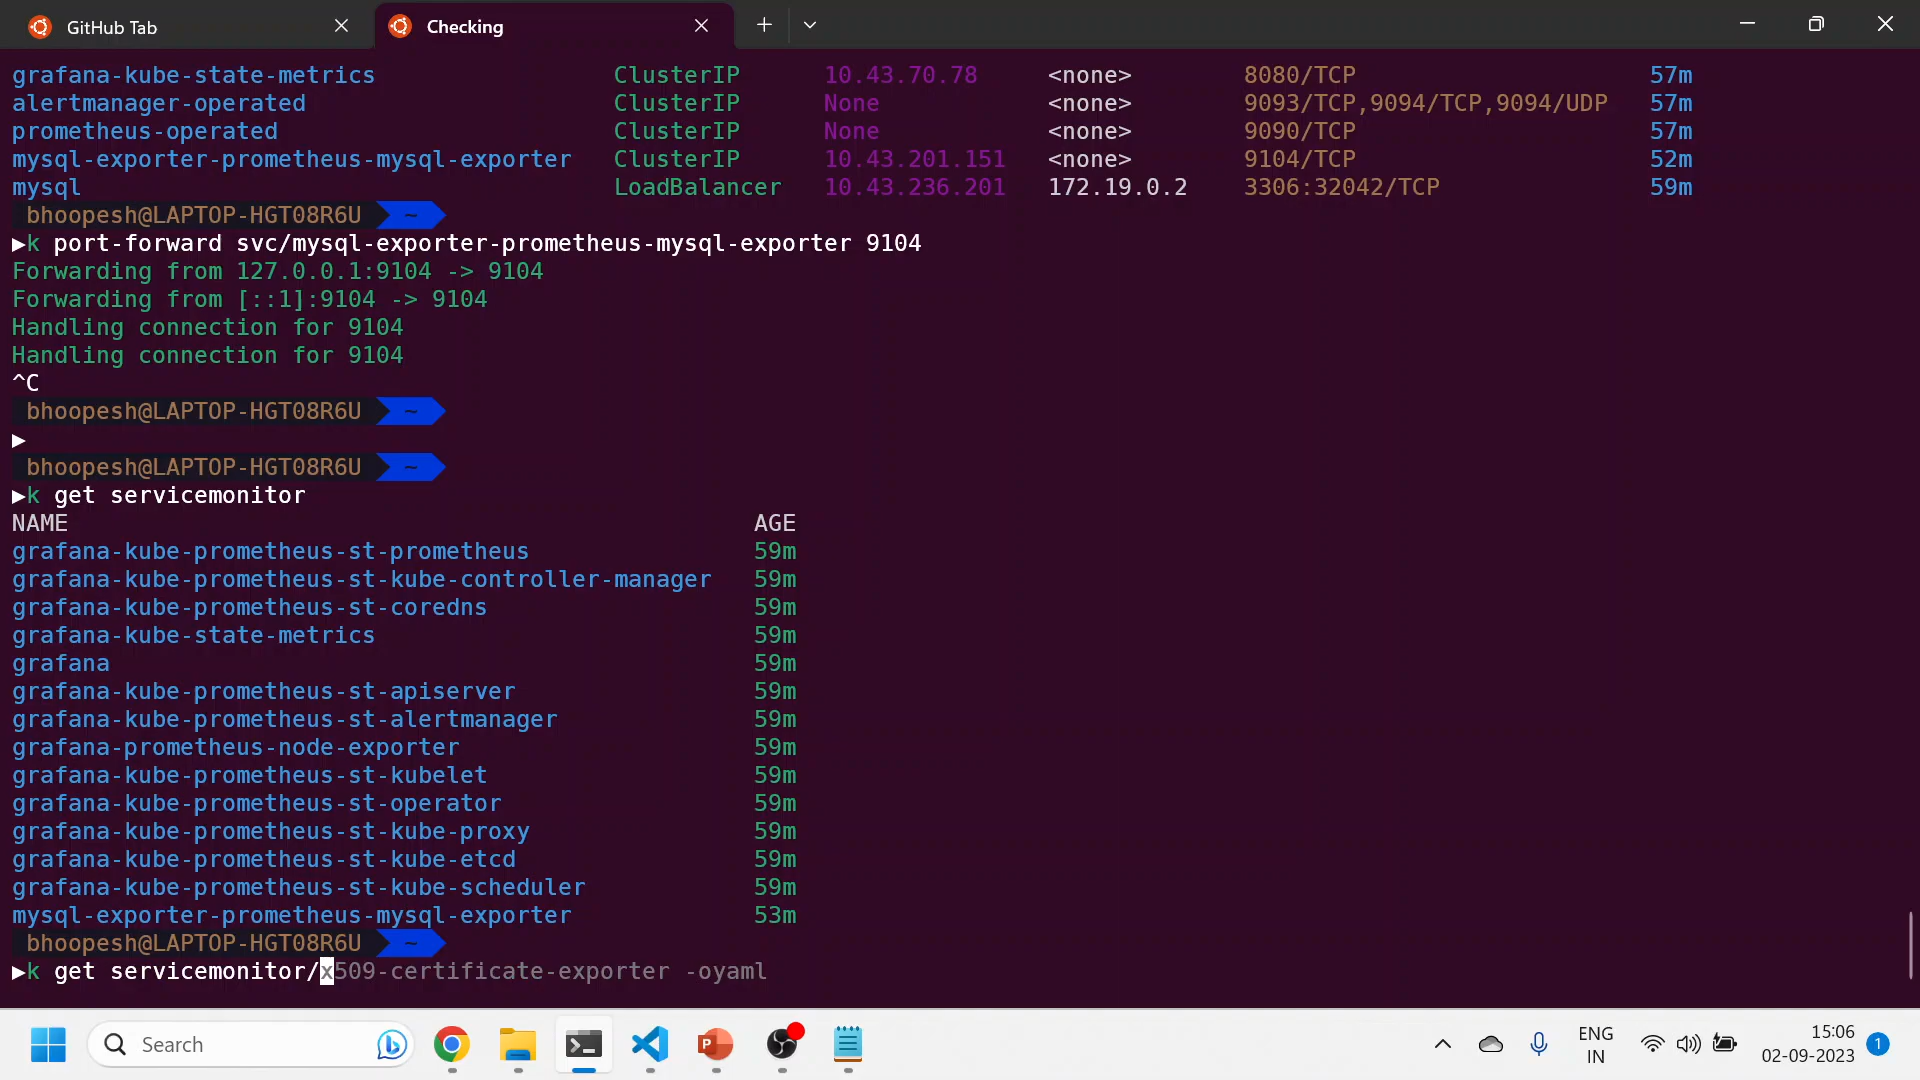 GitHub Tab
Checking
grafana-kube-state-metrics ClusterIP 10.43.70.78 <none> 8080/TCP 57m
alertmanager-operated ClusterIP None <none> 9093/TCP,9094/TCP,9094/UDP 57m
prometheus-operated ClusterIP None <none> 9090/TCP 57m
mysql-exporter-prometheus-mysql-exporter ClusterIP 10.43.201.151 <none> 9104/TCP 52m
mysql LoadBalancer 10.43.236.201 172.19.0.2 3306:32042/TCP 59m
bhoopesh@LAPTOP-HGT08R6U ~
▶k port-forward svc/mysql-exporter-prometheus-mysql-exporter 9104
Forwarding from 127.0.0.1:9104 -> 9104
Forwarding from [::1]:9104 -> 9104
Handling connection for 9104
Handling connection for 9104
^C
bhoopesh@LAPTOP-HGT08R6U ~
▶
bhoopesh@LAPTOP-HGT08R6U ~
▶k get servicemonitor
NAME AGE
grafana-kube-prometheus-st-prometheus 59m
grafana-kube-prometheus-st-kube-controller-manager 59m
grafana-kube-prometheus-st-coredns 59m
grafana-kube-state-metrics 59m
grafana 59m
grafana-kube-prometheus-st-apiserver 59m
grafana-kube-prometheus-st-alertmanager 59m
grafana-prometheus-node-exporter 59m
grafana-kube-prometheus-st-kubelet 59m
grafana-kube-prometheus-st-operator 59m
grafana-kube-prometheus-st-kube-proxy 59m
grafana-kube-prometheus-st-kube-etcd 59m
grafana-kube-prometheus-st-kube-scheduler 59m
mysql-exporter-prometheus-mysql-exporter 53m
bhoopesh@LAPTOP-HGT08R6U ~
▶k get servicemonitor/x509-certificate-exporter -oyaml
Search
P
ENG
IN
15:06
02-09-2023
1